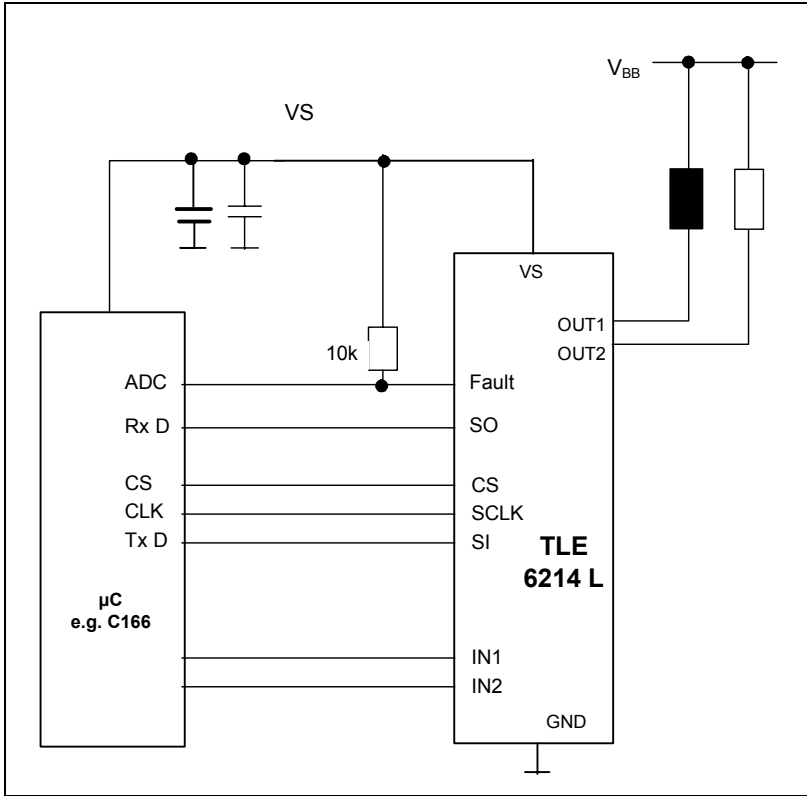 V_BB
VS
VS
OUT1
OUT2
10k
ADC
Fault
Rx D
SO
CS
CS
CLK
SCLK
Tx D
SI
TLE
6214 L
µC
e.g. C166
IN1
IN2
GND